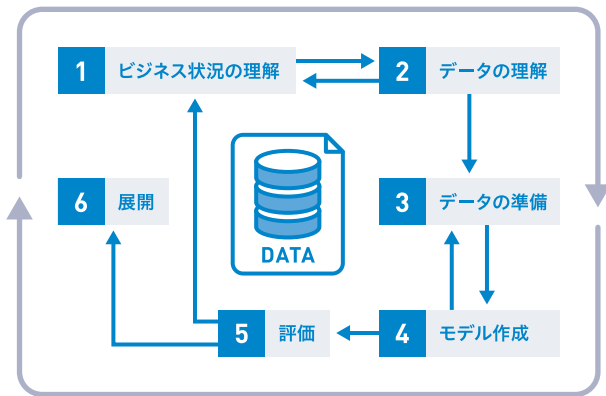 1 ビジネス状況の理解
2 データの理解
6 展開
DATA
3 データの準備
5 評価
4 モデル作成